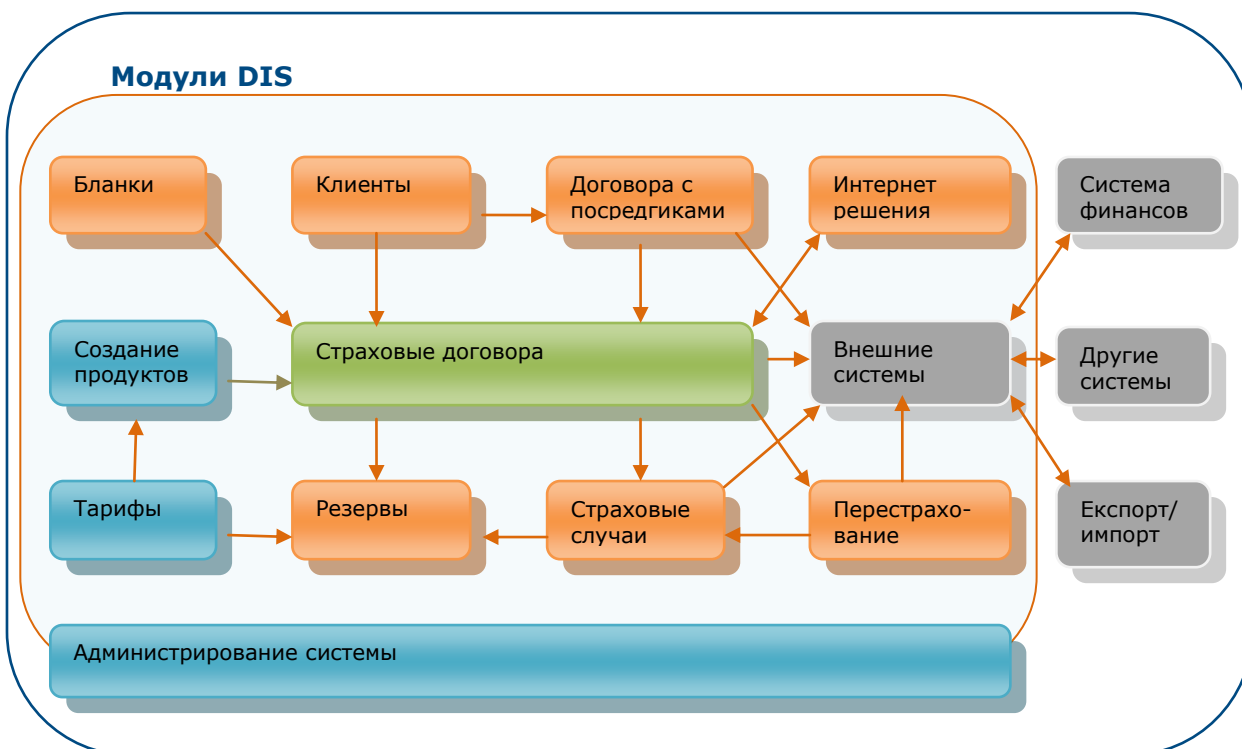 Модули DIS
Бланки
Клиенты
Договора с
посредгиками
Интернет
решения
Система
финансов
Создание
продуктов
Страховые договора
Внешние
системы
Другие
системы
Тарифы
Резервы
Страховые
случаи
Перестрахо-
вание
Експорт/
импорт
Администрирование системы